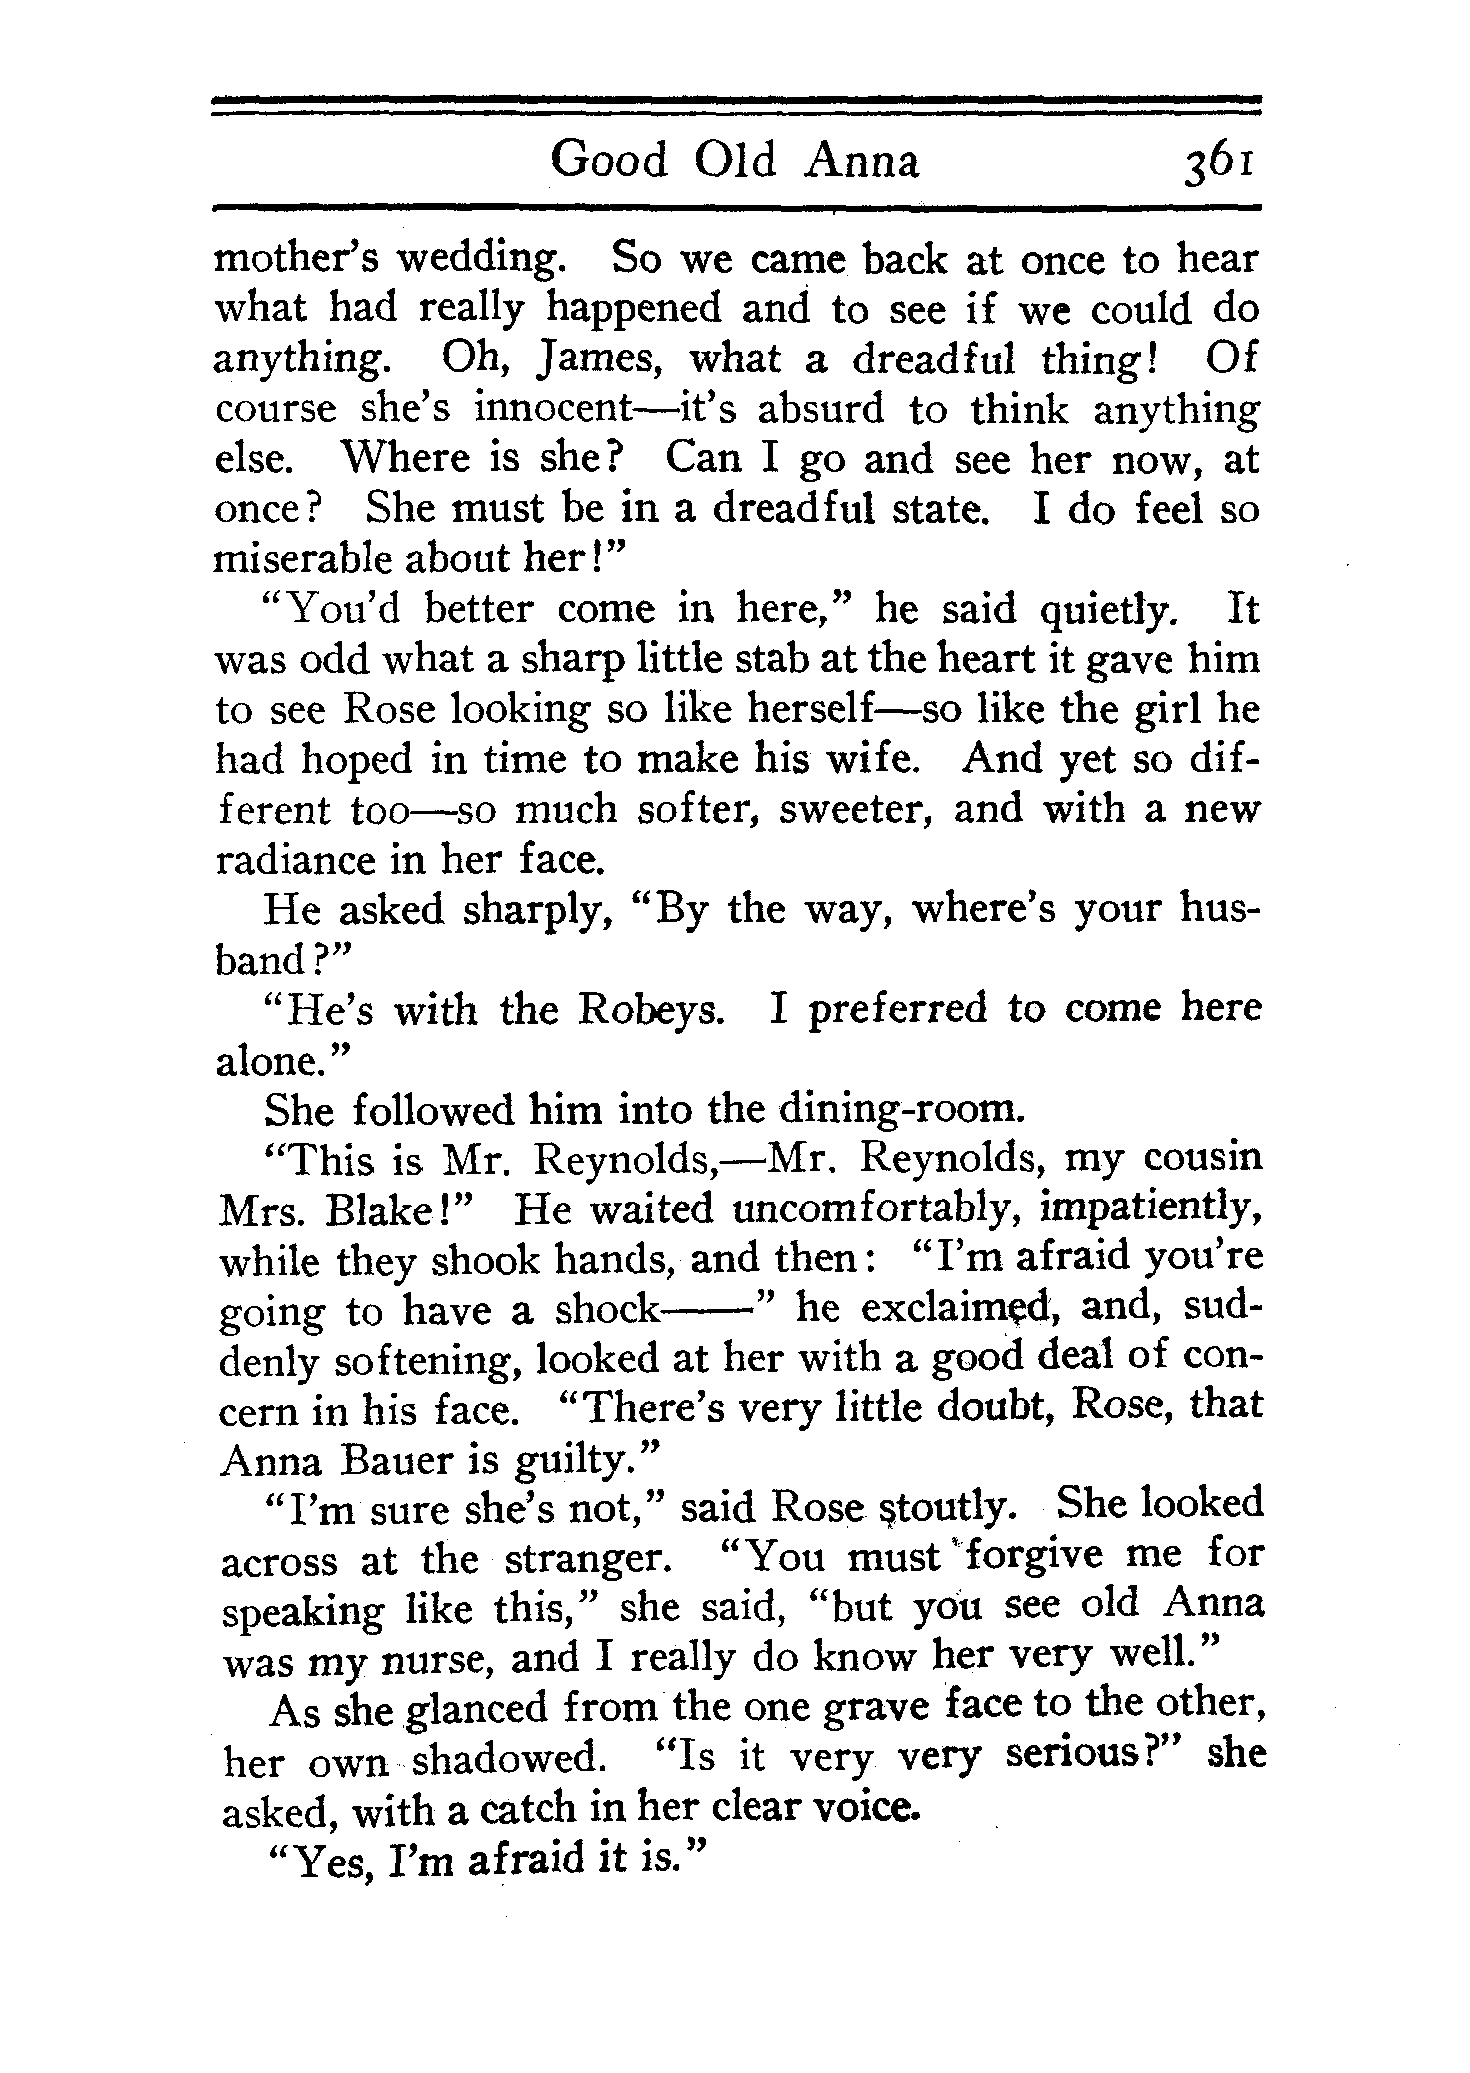 Good Old Anna 361
mother's wedding. So we came back at once to hear
what had really happened and to see if we could do
anything. Oh, James, what a dreadful thing! Of
course she's innocent—it's absurd to think anything
else. Where is she? Can I go and see her now, at
once? She must be in a dreadful state. I do feel so
miserable about her!"
"You'd better come in here," he said quietly. It
was odd what a sharp little stab at the heart it gave him
to see Rose looking so like herself—so like the girl he
had hoped in time to make his wife. And yet so dif-
ferent too—so much softer, sweeter, and with a new
radiance in her face.
He asked sharply, "By the way, where's your hus-
band?"
"He's with the Robeys. I preferred to come here
alone."
She followed him into the dining-room.
"This is Mr. Reynolds,—Mr. Reynolds, my cousin
Mrs. Blake!" He waited uncomfortably, impatiently,
while they shook hands, and then: "I'm afraid you're
going to have a shock——" he exclaimed, and, sud-
denly softening, looked at her with a good deal of con-
cern in his face. "There's very little doubt, Rose, that
Anna Bauer is guilty."
"I'm sure she's not," said Rose stoutly. She looked
across at the stranger. "You must forgive me for
speaking like this," she said, "but you see old Anna
was my nurse, and I really do know her very well."
As she glanced from the one grave face to the other,
her own shadowed. "Is it very very serious?" she
asked, with a catch in her clear voice.
"Yes, I'm afraid it is."